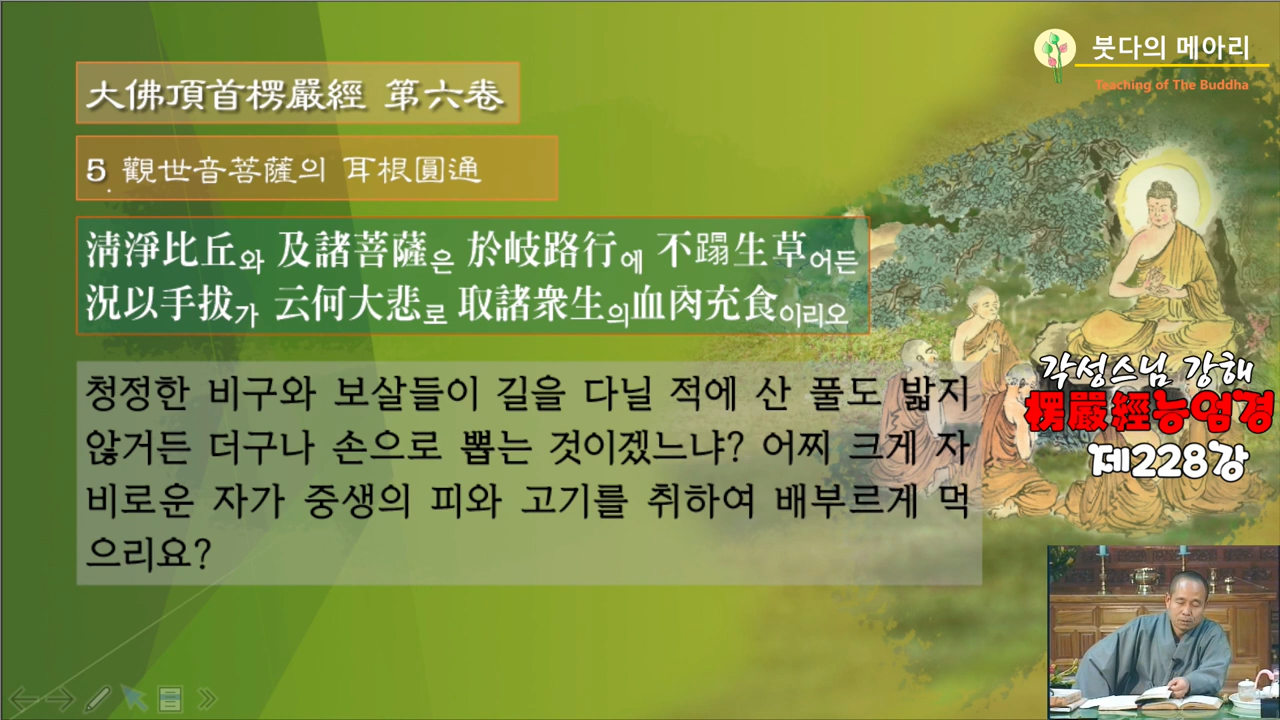 大佛頂首楞嚴經 第六卷
5. 觀世音菩薩의 耳根圓通
淸淨比丘와 及諸菩薩은 於岐路行에 不蹋生草어든
況以手拔가 云何大悲로 取諸衆生의血肉充食이리오
청정한 비구와 보살들이 길을 다닐 적에 산 풀도 밟지
않거든 더구나 손으로 뽑는 것이겠느냐? 어찌 크게 자
비로운 자가 중생의 피와 고기를 취하여 배부르게 먹
으리요?
붓다의 메아리
Teaching of The Buddha
각성스님 강해
楞嚴經능엄경
제228강